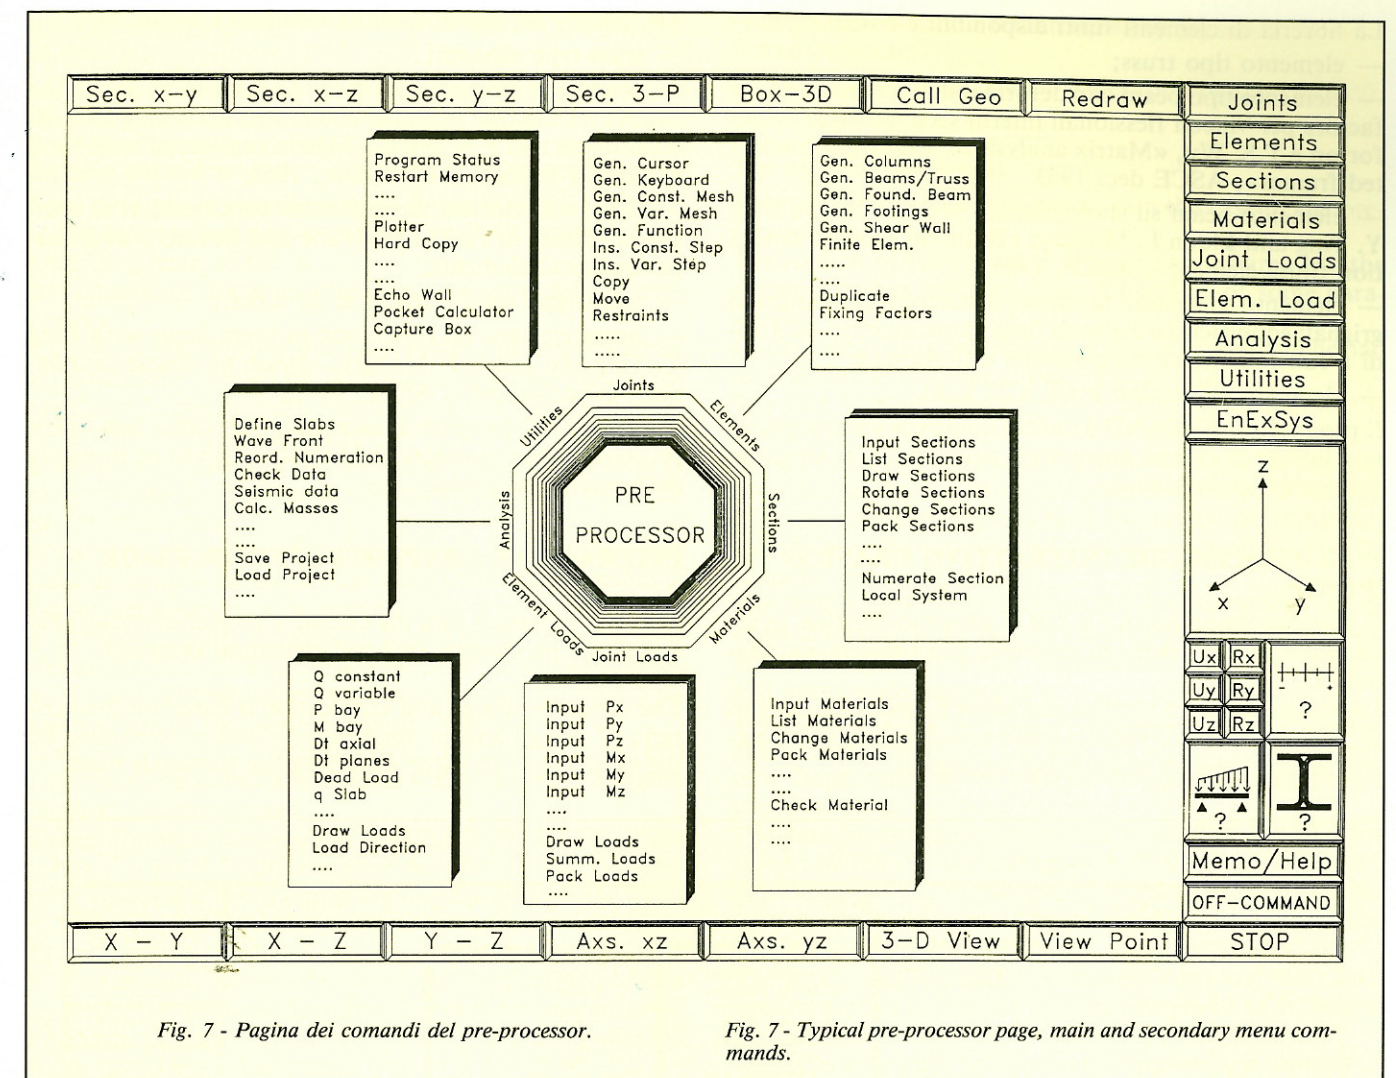 Sec. x-y
Sec. x-z
Sec. y-z
Sec. 3-P
Box-3D
Call Geo
Redraw
Joints
Elements
Sections
Materials
Joint Loads
Elem. Load
Analysis
Utilities
EnExSys
Program Status
Restart Memory
....
....
Plotter
Hard Copy
....
....
Echo Wall
Pocket Calculator
Capture Box
....
Gen. Cursor
Gen. Keyboard
Gen. Const. Mesh
Gen. Var. Mesh
Gen. Function
Ins. Const. Step
Ins. Var. Step
Copy
Move
Restraints
.....
.....
Gen. Columns
Gen. Beams/Truss
Gen. Found. Beam
Gen. Footings
Gen. Shear Wall
Finite Elem.
.....
....
Duplicate
Fixing Factors
....
....
Define Slabs
Wave Front
Reord. Numeration
Check Data
Seismic data
Calc. Masses
....
....
Save Project
Load Project
....
Joints
Utilities
Elements
Analysis
PRE
PROCESSOR
Sections
Element Loads
Joint Loads
Materials
Input Sections
List Sections
Draw Sections
Rotate Sections
Change Sections
Pack Sections
....
....
Numerate Section
Local System
....
Q constant
Q variable
P bay
M bay
Dt axial
Dt planes
Dead Load
q Slab
....
Draw Loads
Load Direction
....
Input Px
Input Py
Input Pz
Input Mx
Input My
Input Mz
....
....
Draw Loads
Summ. Loads
Pack Loads
....
Input Materials
List Materials
Change Materials
Pack Materials
....
....
Check Material
....
....
z
x
y
Ux Rx
Uy Ry
Uz Rz
- +
?
?
?
Memo/Help
OFF-COMMAND
X - Y
X - Z
Y - Z
Axs. xz
Axs. yz
3-D View
View Point
STOP
Fig. 7 - Pagina dei comandi del pre-processor.
Fig. 7 - Typical pre-processor page, main and secondary menu com-
mands.